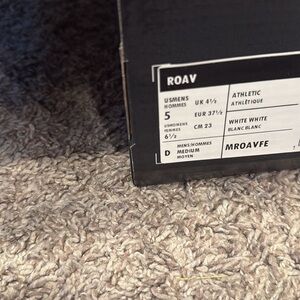 ROAV
US MENS HOMMES 5
UK 4½
US WOMENS FEMMES 6½
EUR 37½
CM 23
ATHLETIC
ATHLÉTIQUE
WHITE WHITE
BLANC BLANC
D
MENS/HOMMES
MEDIUM
MOYEN
MROAVFE